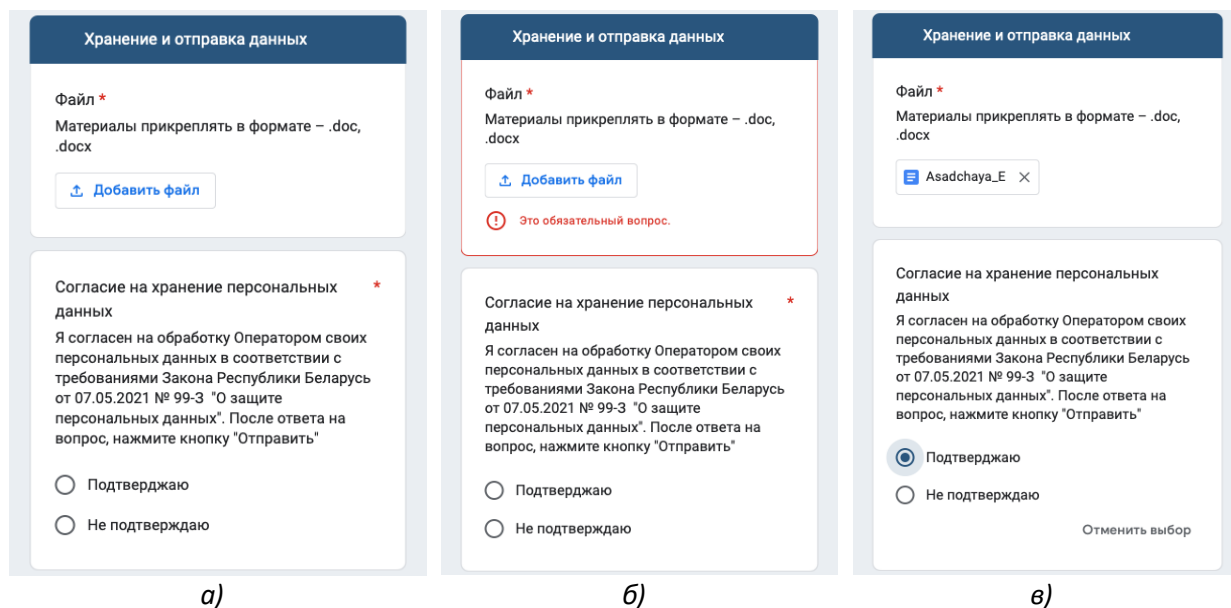 Хранение и отправка данных
Файл *
Материалы прикреплять в формате – .doc,
.docx
Добавить файл
Согласие на хранение персональных *
данных
Я согласен на обработку Оператором своих
персональных данных в соответствии с
требованиями Закона Республики Беларусь
от 07.05.2021 № 99-З "О защите
персональных данных". После ответа на
вопрос, нажмите кнопку "Отправить"
Подтверждаю
Не подтверждаю
а)
Хранение и отправка данных
Файл *
Материалы прикреплять в формате – .doc,
.docx
Добавить файл
Это обязательный вопрос.
Согласие на хранение персональных *
данных
Я согласен на обработку Оператором своих
персональных данных в соответствии с
требованиями Закона Республики Беларусь
от 07.05.2021 № 99-З "О защите
персональных данных". После ответа на
вопрос, нажмите кнопку "Отправить"
Подтверждаю
Не подтверждаю
б)
Хранение и отправка данных
Файл *
Материалы прикреплять в формате – .doc,
.docx
Asadchaya_E
Согласие на хранение персональных
данных
Я согласен на обработку Оператором своих
персональных данных в соответствии с
требованиями Закона Республики Беларусь
от 07.05.2021 № 99-З "О защите
персональных данных". После ответа на
вопрос, нажмите кнопку "Отправить"
Подтверждаю
Не подтверждаю
Отменить выбор
в)